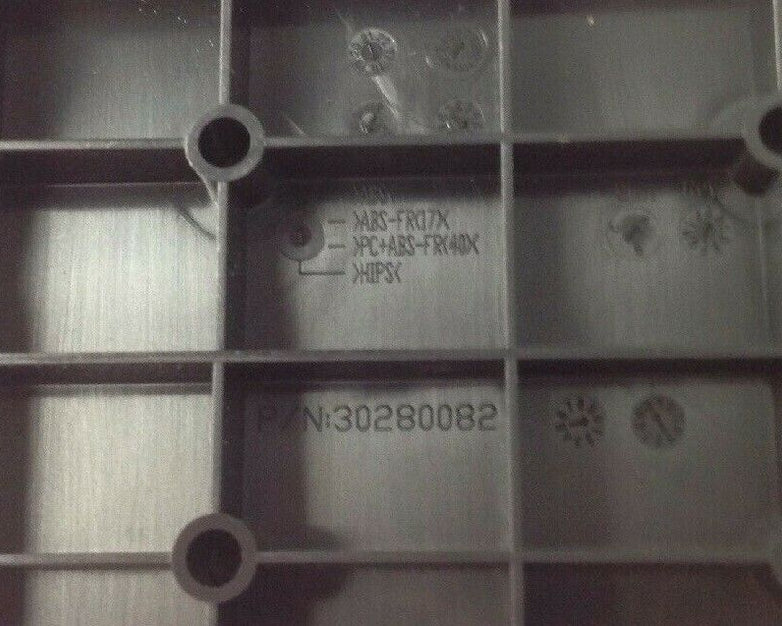 >ABS-FR(17)<
>PC+ABS-FR(40)<
>HIPS<
P/N:30280082